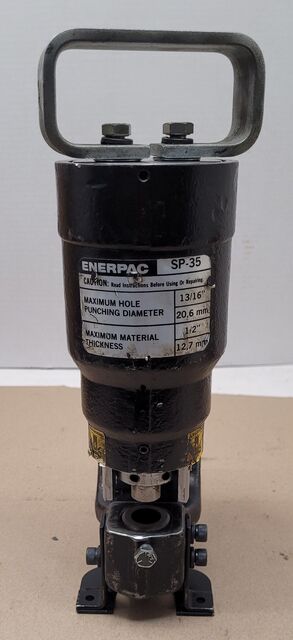 ENERPAC SP-35
CAUTION: Read Instructions Before Using Or Repairing
MAXIMUM HOLE 13/16"
PUNCHING DIAMETER 20,6 mm
MAXIMUM MATERIAL 1/2"
THICKNESS 12,7 mm